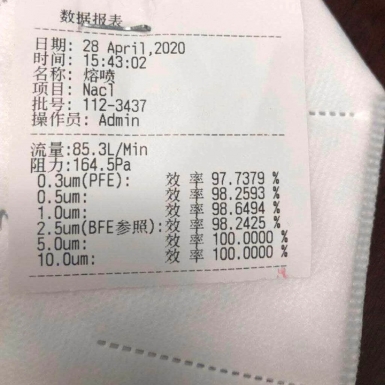 数据报表
日期: 28 April,2020
时间: 15:43:02
名称: 熔喷
项目: Nacl
批号: 112-3437
操作员: Admin
流量:85.3L/Min
阻力:164.5Pa
0.3um(PFE): 效 率 97.7379 %
0.5um: 效 率 98.2593 %
1.0um: 效 率 98.6494 %
2.5um(BFE参照):效 率 98.2425 %
5.0um: 效 率 100.0000 %
10.0um: 效 率 100.0000 %